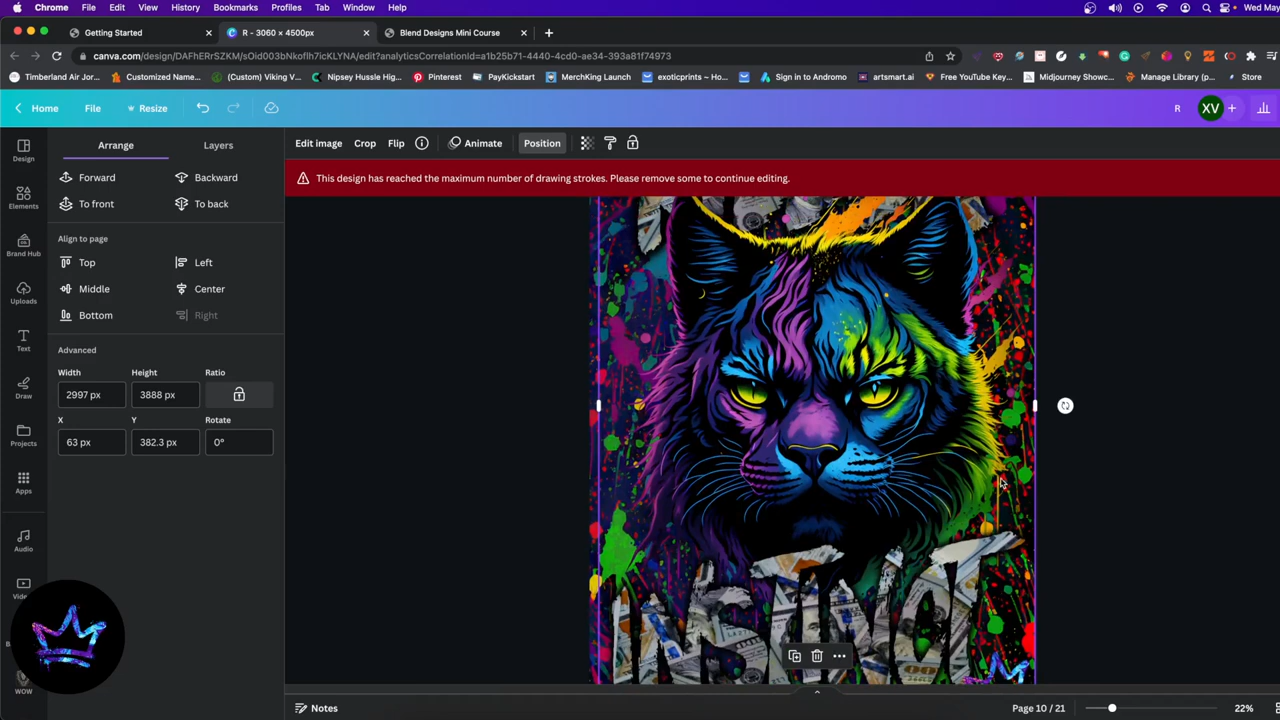 Chrome File Edit View History Bookmarks Profiles Tab Window Help Wed May
Getting Started R - 3060 × 4500px Blend Designs Mini Course
canva.com/design/DAFhERrSZKM/sOid003bNkofIh7icKLYNA/edit?analyticsCorrelationId=a1b25b71-4440-4cd0-ae34-393a81f74973
Timberland Air Jor... Customized Name... (Custom) Viking V... Nipsey Hussle Hig... Pinterest PayKickstart MerchKing Launch exoticprints – Ho... Sign in to Andromo artsmart.ai Free YouTube Key... Midjourney Showc... Manage Library (p... Store
Home File Resize R XV
Design Arrange Layers Edit image Crop Flip Animate Position
This design has reached the maximum number of drawing strokes. Please remove some to continue editing.
Forward Backward
Elements To front To back
Align to page
Brand Hub Top Left
Uploads Middle Center
Bottom Right
Text
Advanced
Width Height Ratio
Draw 2997 px 3888 px
X Y Rotate
Projects 63 px 382.3 px 0°
Apps
Audio
WOW
Notes Page 10 / 21 22%